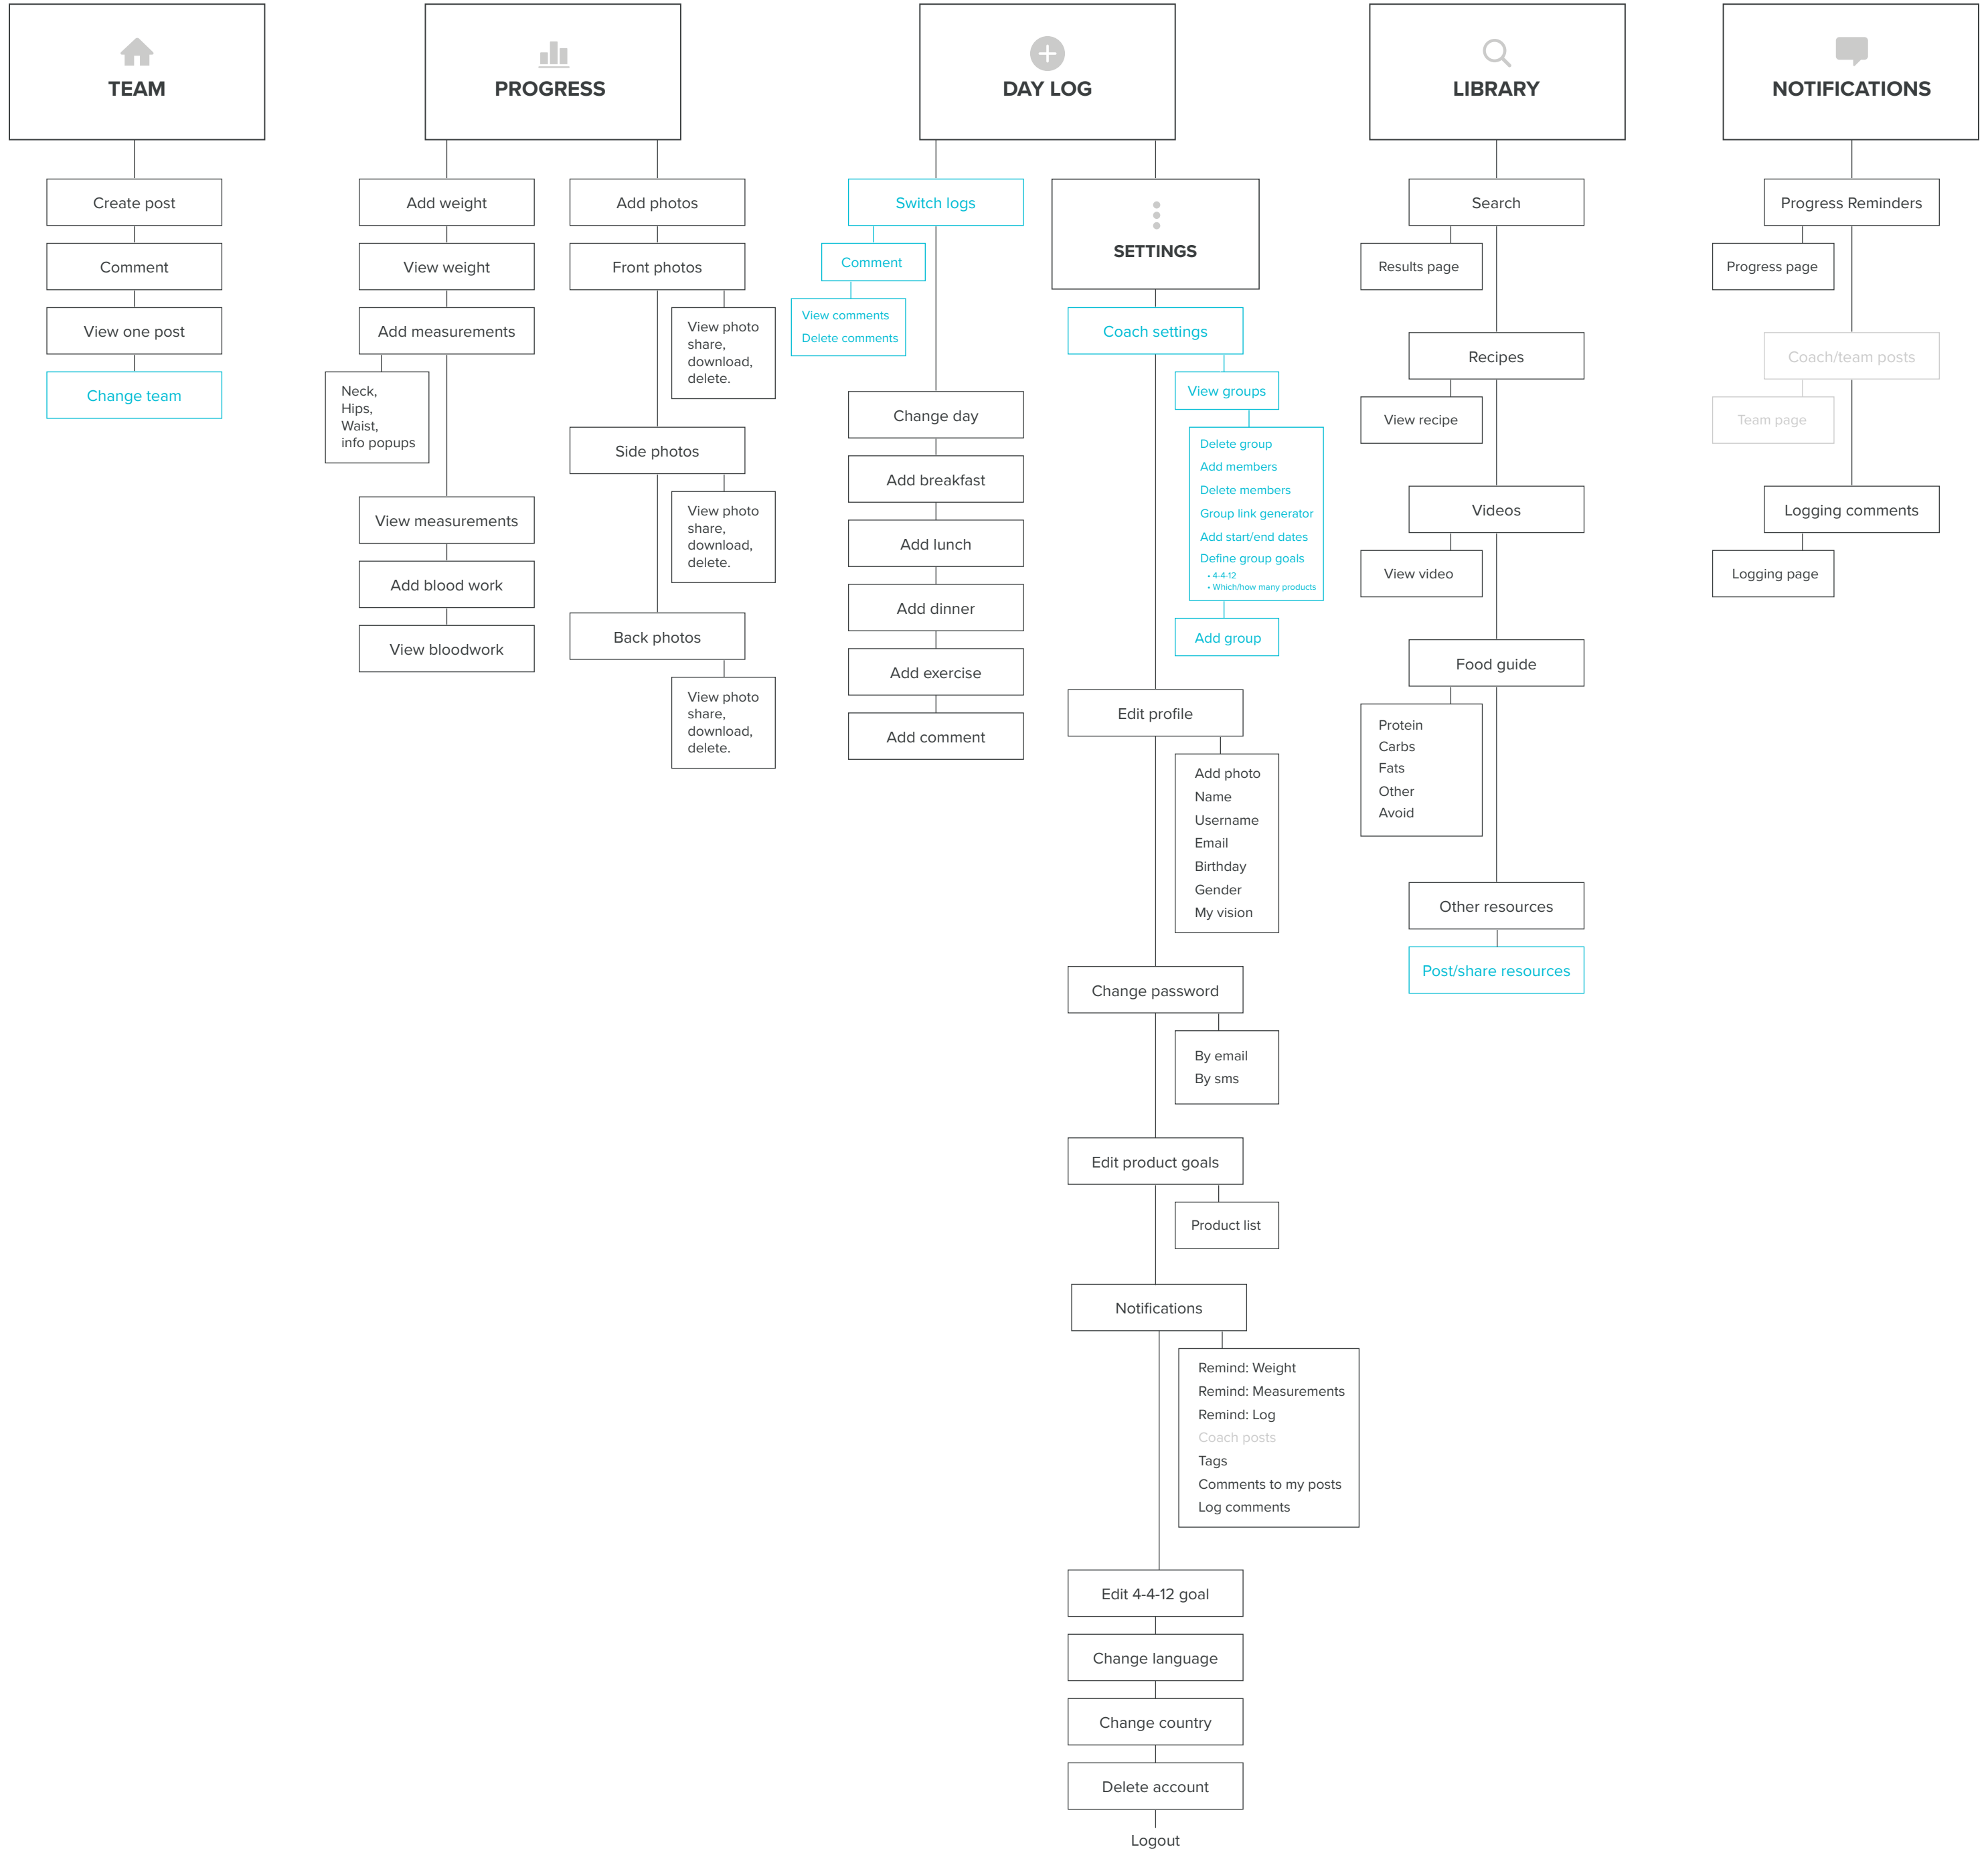 TEAM
Create post
Comment
View one post
Change team
PROGRESS
Add weight
View weight
Add measurements
Neck,
Hips,
Waist,
info popups
View measurements
Add blood work
View bloodwork
Add photos
Front photos
View photo
share,
download,
delete.
Side photos
View photo
share,
download,
delete.
Back photos
View photo
share,
download,
delete.
DAY LOG
Switch logs
Comment
View comments
Delete comments
Change day
Add breakfast
Add lunch
Add dinner
Add exercise
Add comment
SETTINGS
Coach settings
View groups
Delete group
Add members
Delete members
Group link generator
Add start/end dates
Define group goals
• 4-4-12
• Which/how many products
Add group
Edit profile
Add photo
Name
Username
Email
Birthday
Gender
My vision
Change password
By email
By sms
Edit product goals
Product list
Notifications
Remind: Weight
Remind: Measurements
Remind: Log
Coach posts
Tags
Comments to my posts
Log comments
Edit 4-4-12 goal
Change language
Change country
Delete account
Logout
LIBRARY
Search
Results page
Recipes
View recipe
Videos
View video
Food guide
Protein
Carbs
Fats
Other
Avoid
Other resources
Post/share resources
NOTIFICATIONS
Progress Reminders
Progress page
Coach/team posts
Team page
Logging comments
Logging page